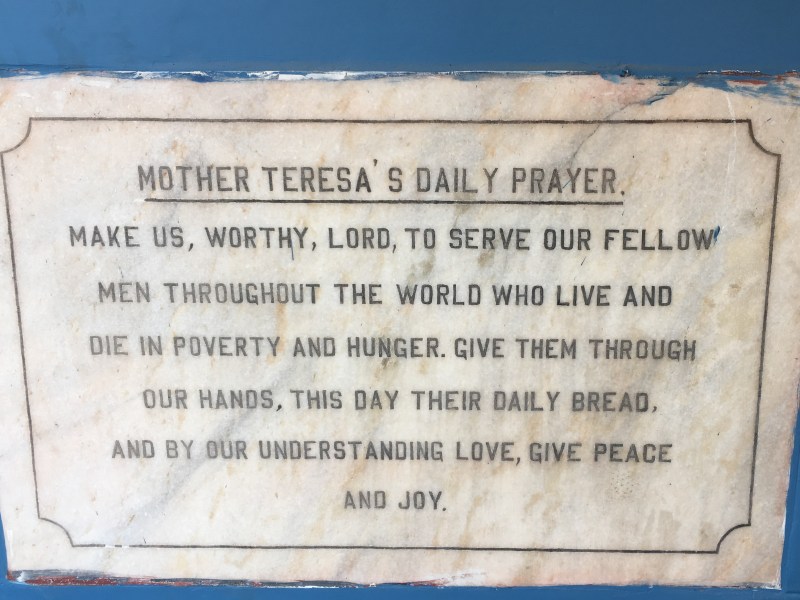 MOTHER TERESA'S DAILY PRAYER.
MAKE US, WORTHY, LORD, TO SERVE OUR FELLOW
MEN THROUGHOUT THE WORLD WHO LIVE AND
DIE IN POVERTY AND HUNGER. GIVE THEM THROUGH
OUR HANDS, THIS DAY THEIR DAILY BREAD,
AND BY OUR UNDERSTANDING LOVE, GIVE PEACE
AND JOY.